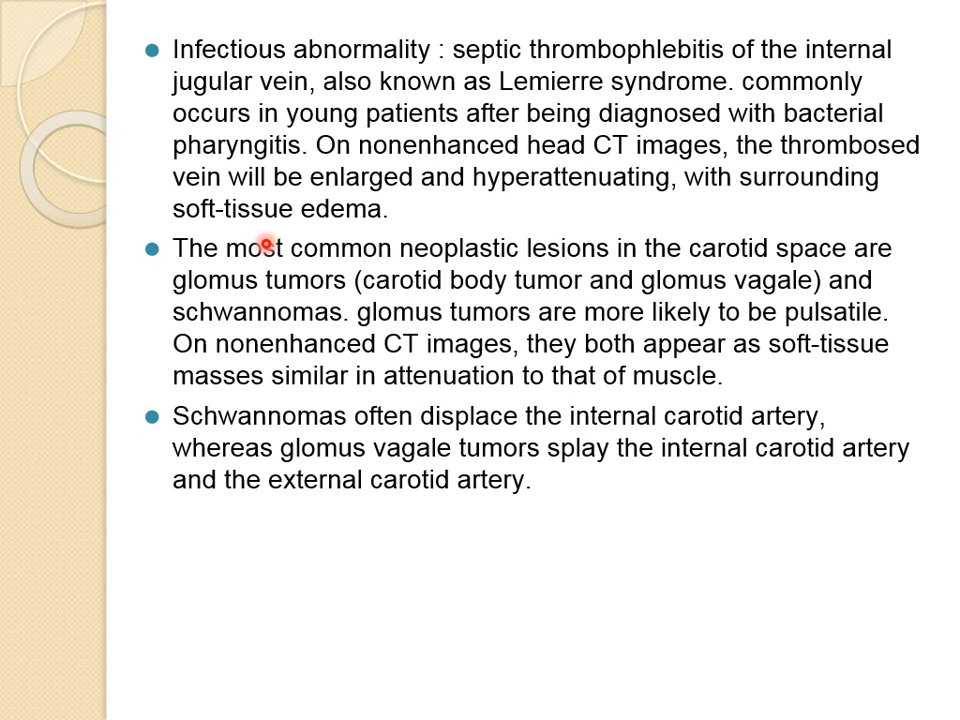 Infectious abnormality : septic thrombophlebitis of the internal
jugular vein, also known as Lemierre syndrome. commonly
occurs in young patients after being diagnosed with bacterial
pharyngitis. On nonenhanced head CT images, the thrombosed
vein will be enlarged and hyperattenuating, with surrounding
soft-tissue edema.
The most common neoplastic lesions in the carotid space are
glomus tumors (carotid body tumor and glomus vagale) and
schwannomas. glomus tumors are more likely to be pulsatile.
On nonenhanced CT images, they both appear as soft-tissue
masses similar in attenuation to that of muscle.
Schwannomas often displace the internal carotid artery,
whereas glomus vagale tumors splay the internal carotid artery
and the external carotid artery.